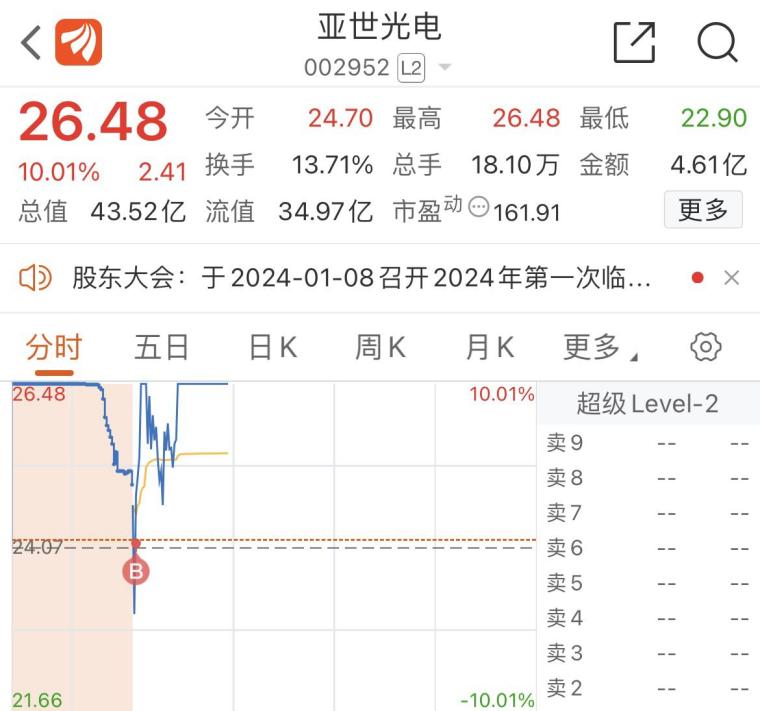 亚世光电
002952 L2
26.48 今开 24.70 最高 26.48 最低 22.90
10.01% 2.41 换手 13.71% 总手 18.10万 金额 4.61亿
总值 43.52亿 流值 34.97亿 市盈动 161.91 更多
股东大会：于2024-01-08召开2024年第一次临...
分时 五日 日K 周K 月K 更多
26.48 10.01% 超级Level-2
卖9 -- --
卖8 -- --
卖7 -- --
24.07 卖6 -- --
B 卖5 -- --
卖4 -- --
卖3 -- --
21.66 -10.01% 卖2 -- --